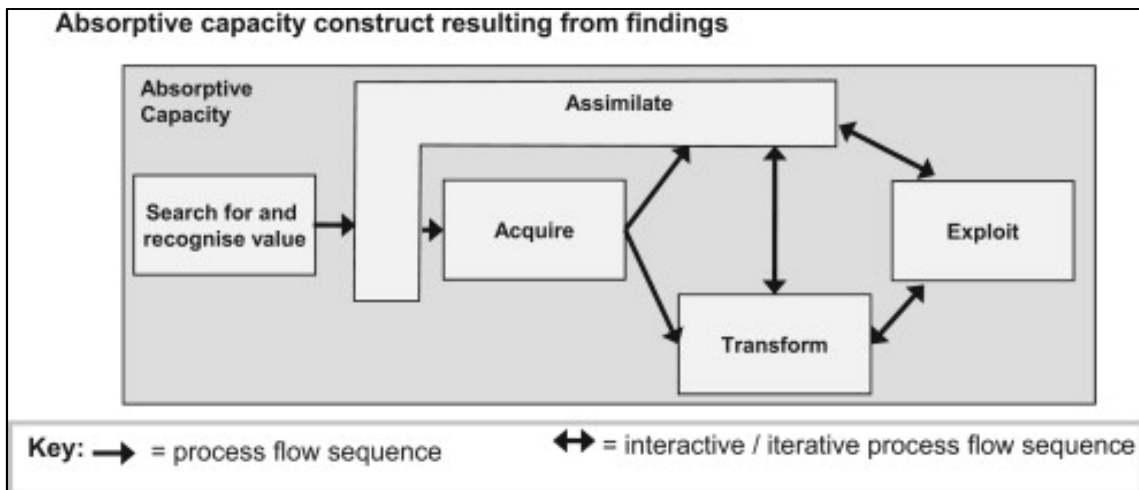 Absorptive capacity construct resulting from findings
Absorptive
Capacity
Assimilate
Search for and
recognise value
Acquire
Exploit
Transform
Key: = process flow sequence
= interactive / iterative process flow sequence